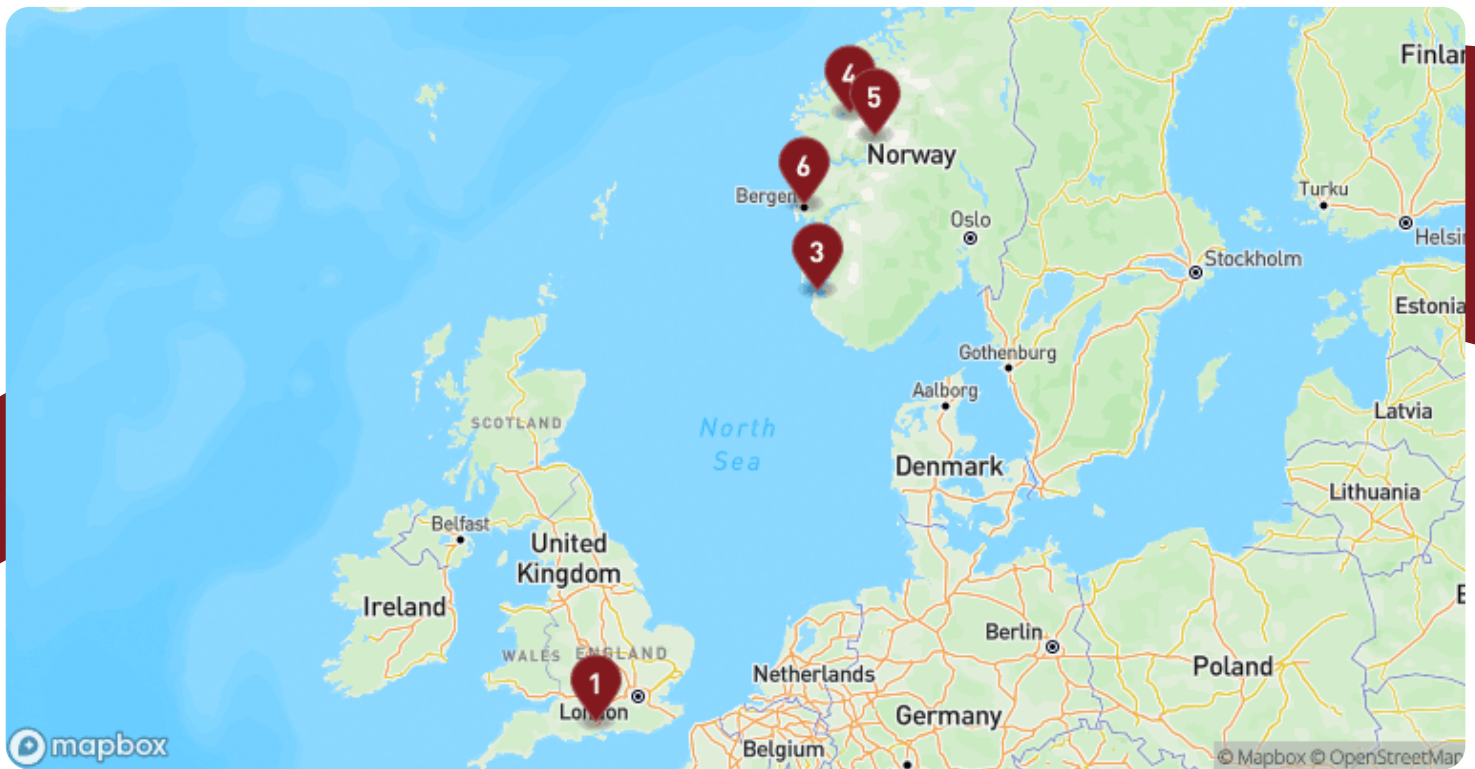 Finlar
4
5
Norway
6
Bergen
Turku
Oslo
Helsin
3
Stockholm
Estonia
Gothenburg
Aalborg
Latvia
SCOTLAND
North
Sea
Denmark
Lithuania
Belfast
United
Kingdom
Ireland
E
Berlin
WALES
ENGLAND
Netherlands
Poland
1
London
Germany
Belgium
mapbox
© Mapbox © OpenStreetMap